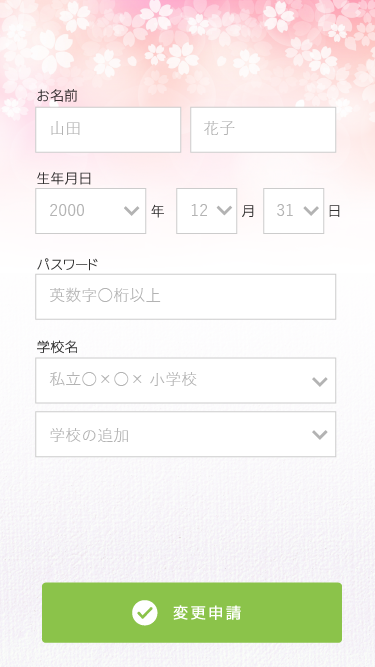 お名前
山田 花子
生年月日
2000 年 12 月 31 日
パスワード
英数字〇桁以上
学校名
私立〇×〇× 小学校
学校の追加
変更申請